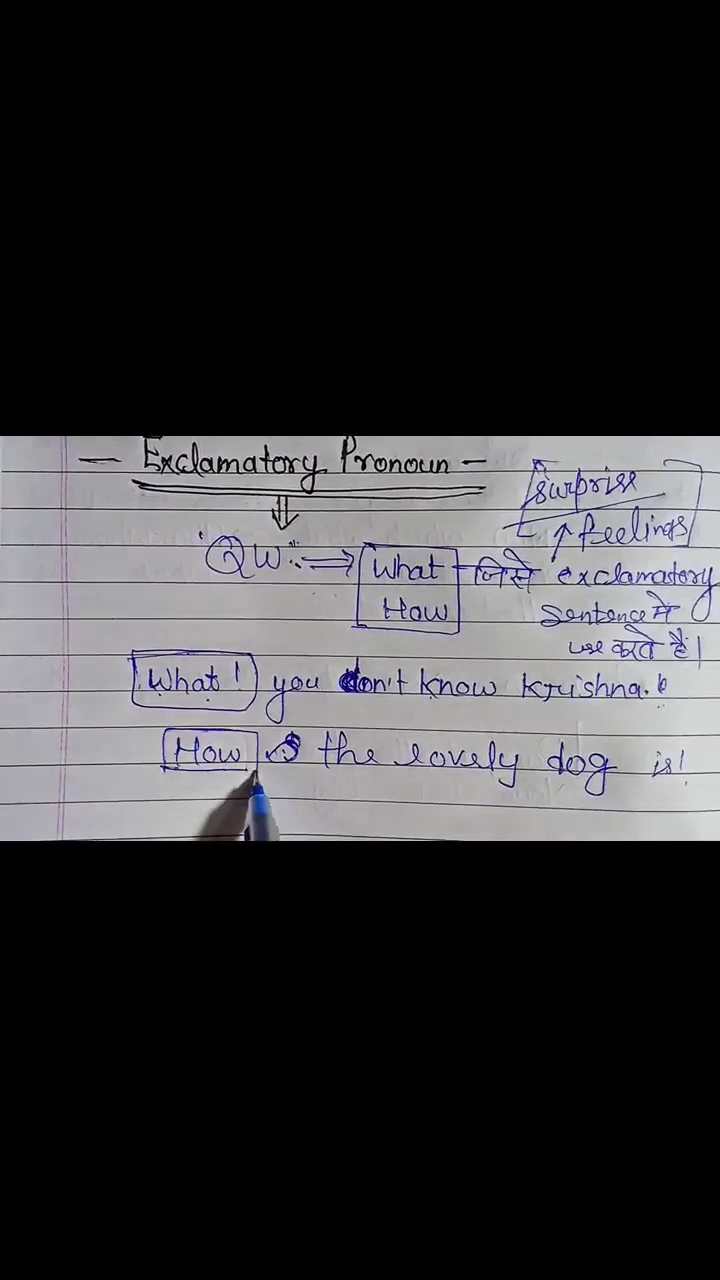 — Exclamatory Pronoun —
surprise
feelings
QW. ⇒ What - जिसे exclamatory
How sentence में
use करते हैं।
What! you don't know Krishna.
How the lovely dog is!